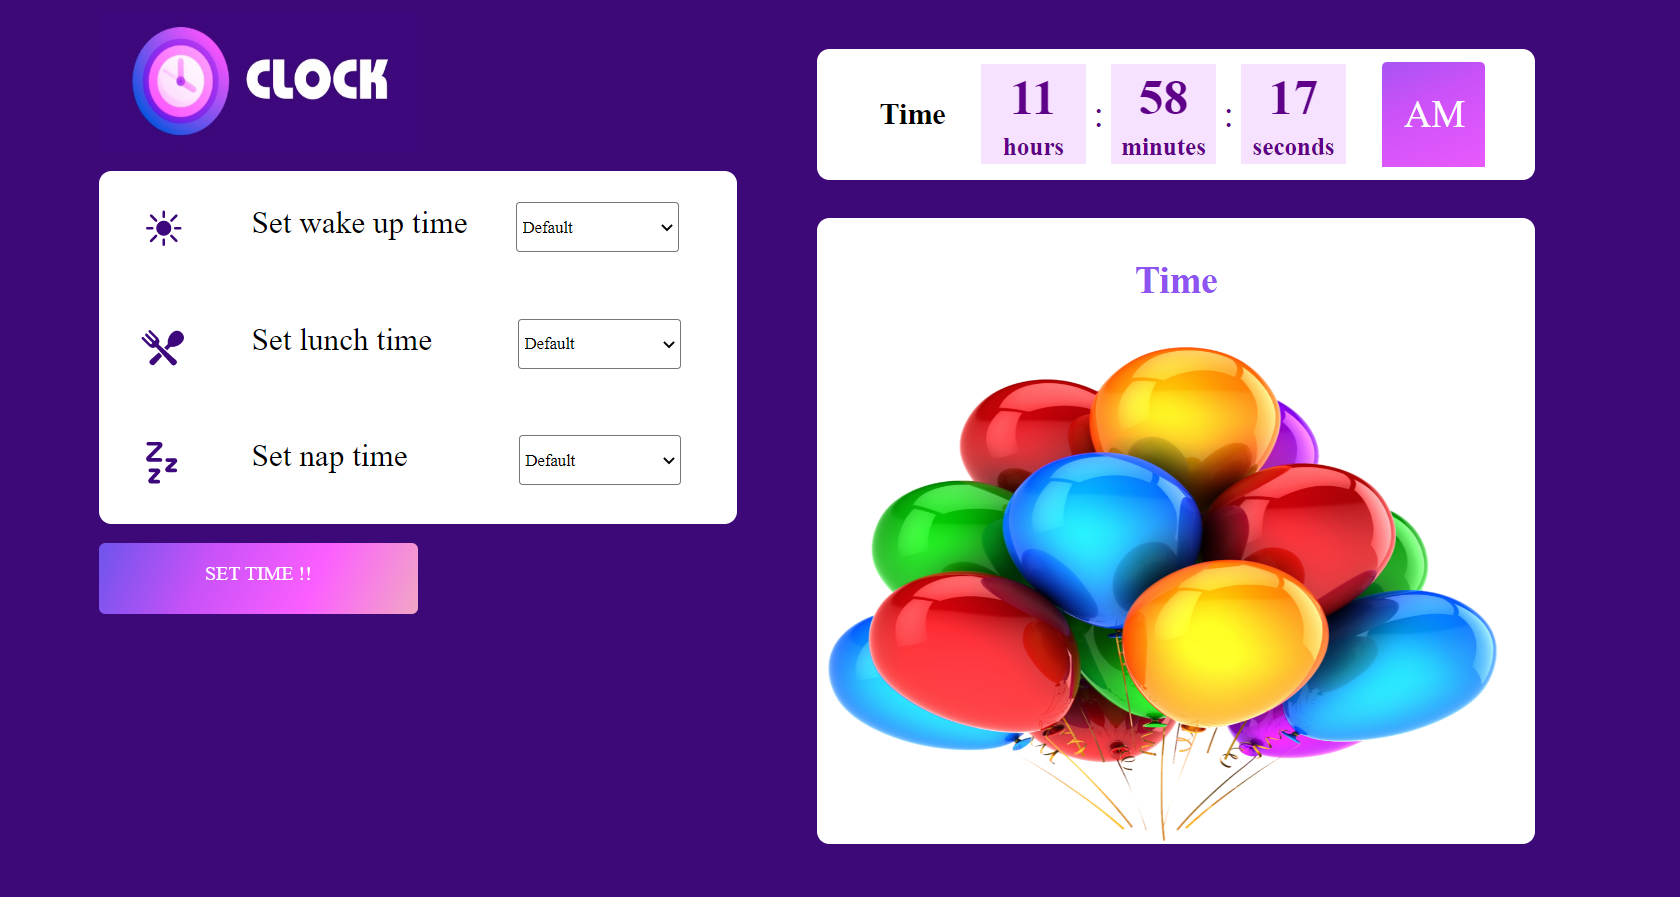 CLOCK
Set wake up time Default
Set lunch time Default
Set nap time Default
SET TIME !!
Time 11 : 58 : 17 AM
hours minutes seconds
Time